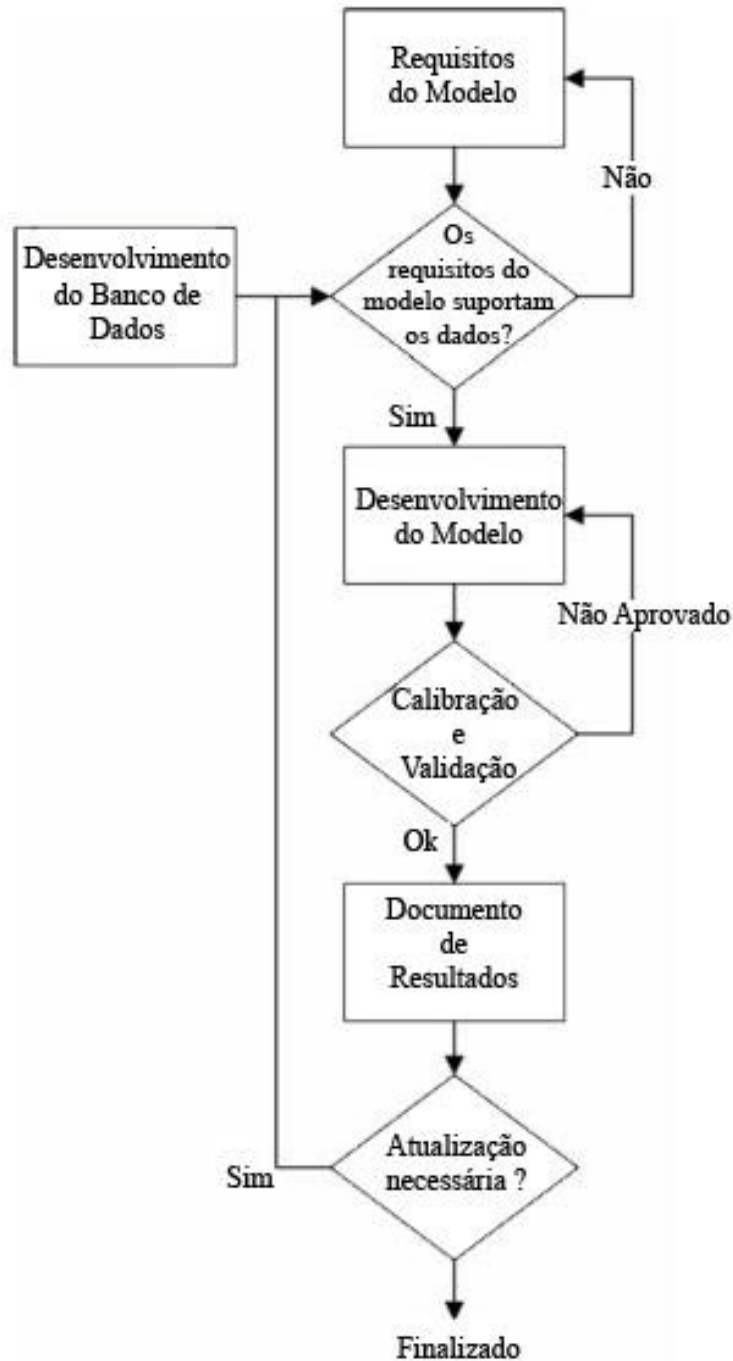 Requisitos
do Modelo
Não
Desenvolvimento
do Banco de
Dados
Os
requisitos do
modelo suportam
os dados?
Sim
Desenvolvimento
do Modelo
Não Aprovado
Calibração
e
Validação
Ok
Documento
de
Resultados
Atualização
necessária ?
Sim
Finalizado